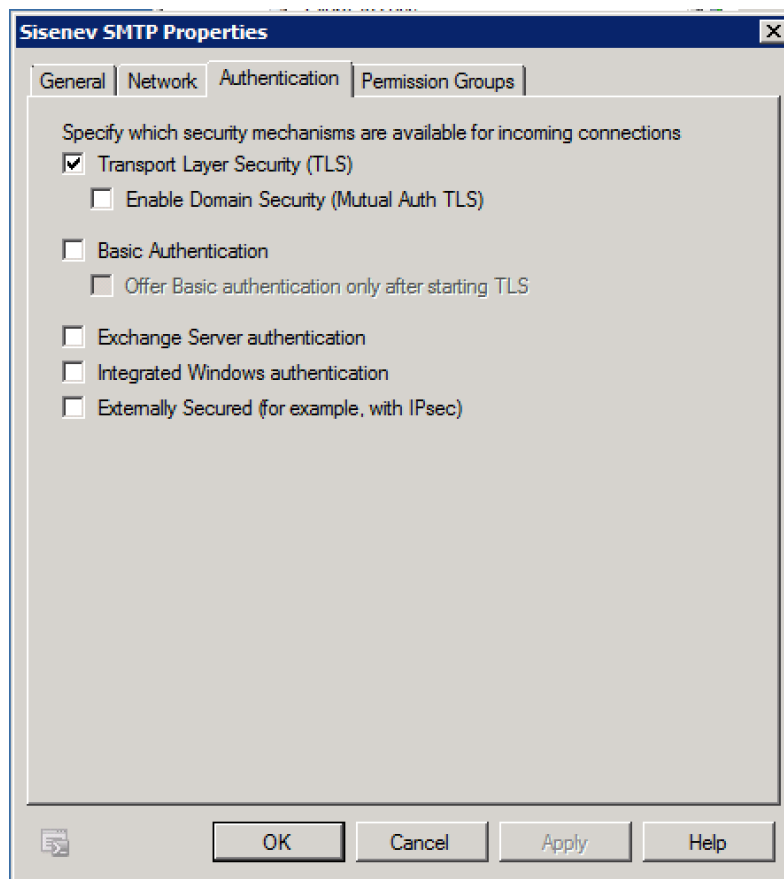 Sisenev SMTP Properties
General Network Authentication Permission Groups
Specify which security mechanisms are available for incoming connections
Transport Layer Security (TLS)
Enable Domain Security (Mutual Auth TLS)
Basic Authentication
Offer Basic authentication only after starting TLS
Exchange Server authentication
Integrated Windows authentication
Externally Secured (for example, with IPsec)
OK Cancel Apply Help